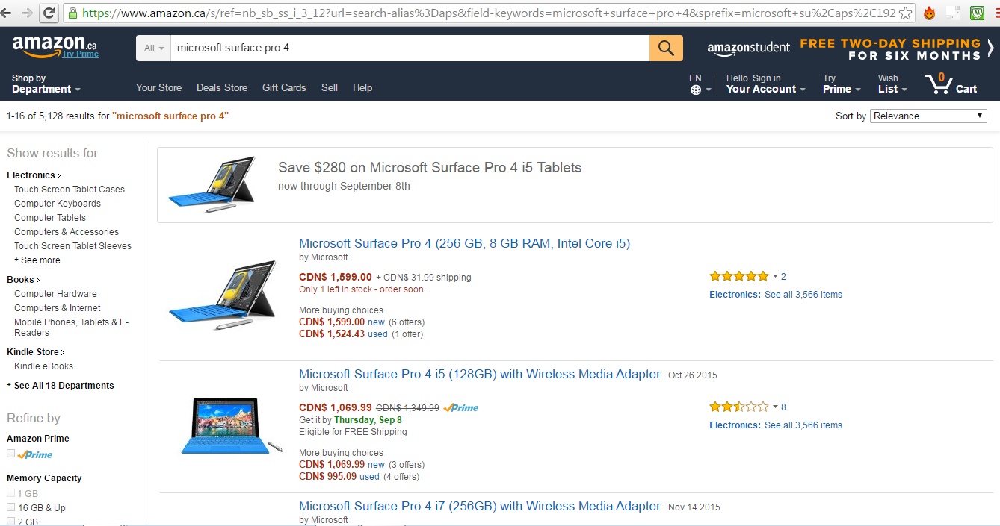 https://www.amazon.ca/s/ref=nb_sb_ss_i_3_12?url=search-alias%3Daps&field-keywords=microsoft+surface+pro+4&sprefix=microsoft+su%2Caps%2C192
amazon.ca
Try Prime
All
microsoft surface pro 4
amazonstudent
FREE TWO-DAY SHIPPING
FOR SIX MONTHS
Shop by
Department
Your Store
Deals Store
Gift Cards
Sell
Help
EN
Hello. Sign in
Your Account
Try
Prime
Wish
List
0
Cart
1-16 of 5,128 results for "microsoft surface pro 4"
Sort by
Relevance
Show results for
Electronics
Touch Screen Tablet Cases
Computer Keyboards
Computer Tablets
Computers & Accessories
Touch Screen Tablet Sleeves
+ See more
Books
Computer Hardware
Computers & Internet
Mobile Phones, Tablets & E-
Readers
Kindle Store
Kindle eBooks
+ See All 18 Departments
Refine by
Amazon Prime
Prime
Memory Capacity
1 GB
16 GB & Up
2 GB
Save $280 on Microsoft Surface Pro 4 i5 Tablets
now through September 8th
Microsoft Surface Pro 4 (256 GB, 8 GB RAM, Intel Core i5)
by Microsoft
CDN$ 1,599.00 + CDN$ 31.99 shipping
Only 1 left in stock - order soon.
More buying choices
CDN$ 1,599.00 new (6 offers)
CDN$ 1,524.43 used (1 offer)
2
Electronics: See all 3,566 items
Microsoft Surface Pro 4 i5 (128GB) with Wireless Media Adapter Oct 26 2015
by Microsoft
CDN$ 1,069.99 CDN$ 1,349.99 Prime
Get it by Thursday, Sep 8
Eligible for FREE Shipping
More buying choices
CDN$ 1,069.99 new (3 offers)
CDN$ 995.09 used (4 offers)
8
Electronics: See all 3,566 items
Microsoft Surface Pro 4 i7 (256GB) with Wireless Media Adapter Nov 14 2015
by Microsoft